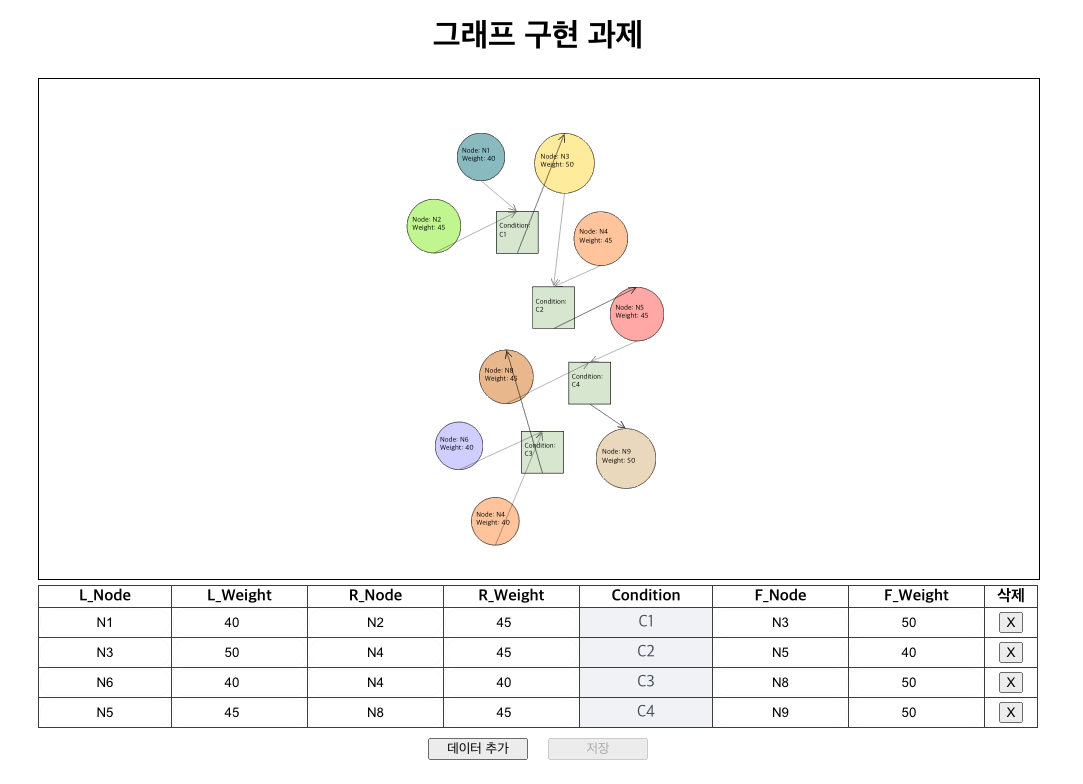 그래프 구현 과제
Node: N1
Weight: 40
Node: N3
Weight: 50
Node: N2
Weight: 45
Condition:
C1
Node: N4
Weight: 45
Condition:
C2
Node: N5
Weight: 45
Node: N8
Weight: 45
Condition:
C4
Node: N6
Weight: 40
Condition:
C3
Node: N9
Weight: 50
Node: N4
Weight: 40
L_Node L_Weight R_Node R_Weight Condition F_Node F_Weight 삭제
N1 40 N2 45 C1 N3 50 X
N3 50 N4 45 C2 N5 40 X
N6 40 N4 40 C3 N8 50 X
N5 45 N8 45 C4 N9 50 X
데이터 추가 저장